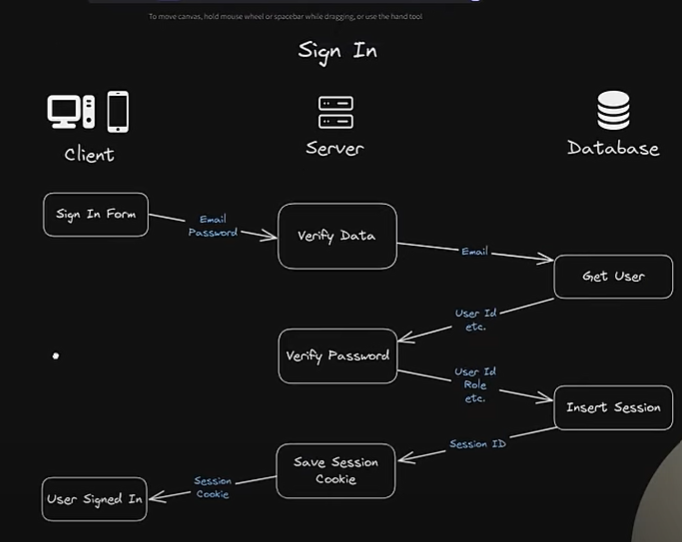 To move canvas, hold mouse wheel or spacebar while dragging, or use the hand tool
Sign In
Client
Server
Database
Sign In Form
Email
Password
Verify Data
Email
Get User
User Id
etc.
Verify Password
User Id
Role
etc.
Insert Session
Session ID
Save Session
Cookie
Session
Cookie
User Signed In